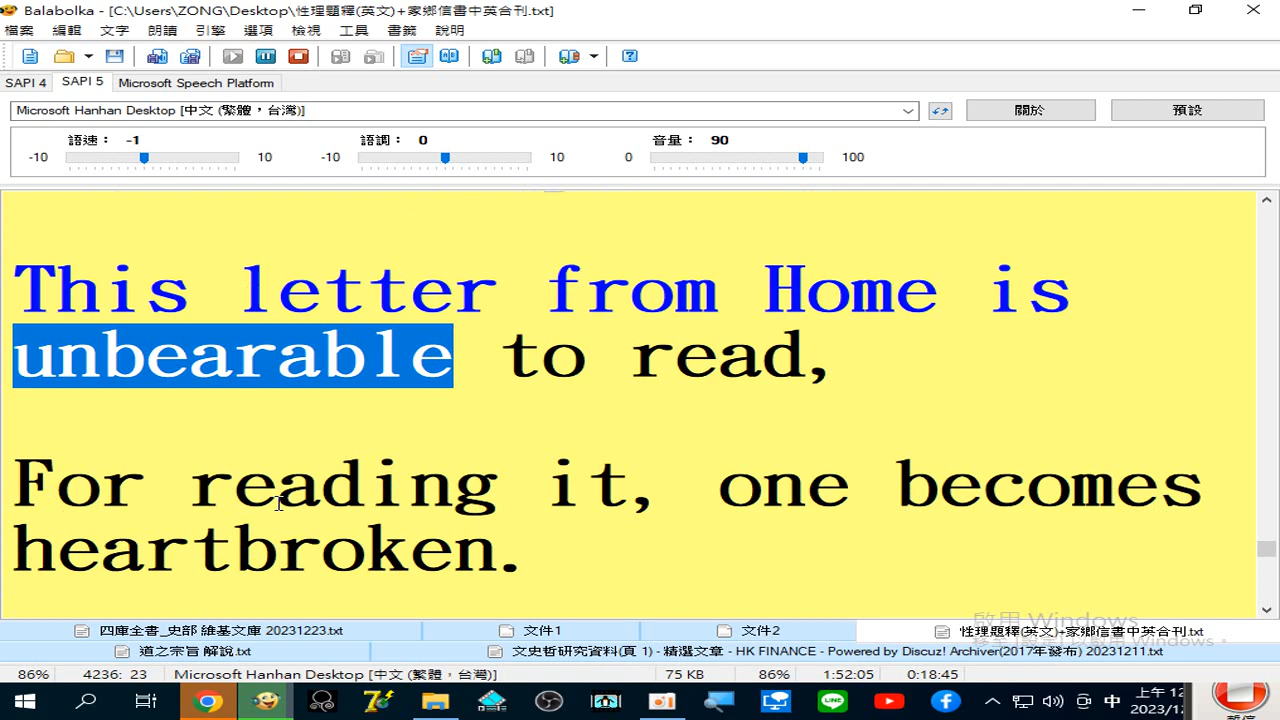 Balabolka - [C:\Users\ZONG\Desktop\性理題釋(英文)+家鄉信書中英合刊.txt]
檔案 編輯 文字 朗讀 引擎 選項 檢視 工具 書籤 說明
SAPI 4 SAPI 5 Microsoft Speech Platform
Microsoft Hanhan Desktop [中文 (繁體，台灣)] 關於 預設
語速： -1 語調： 0 音量： 90
-10 10 -10 10 0 100
This letter from Home is
unbearable to read,
For reading it, one becomes
heartbroken.
啟用 Windows
四庫全書_史部 維基文庫 20231223.txt 文件1 文件2 性理題釋(英文)+家鄉信書中英合刊.txt
道之宗旨 解說.txt 文史哲研究資料(頁 1) - 精選文章 - HK FINANCE - Powered by Discuz! Archiver(2017年發布) 20231211.txt
86% 4236: 23 Microsoft Hanhan Desktop [中文 (繁體，台灣)] 75 KB 86% 1:52:05 0:18:45
中 上午 12
2023/12